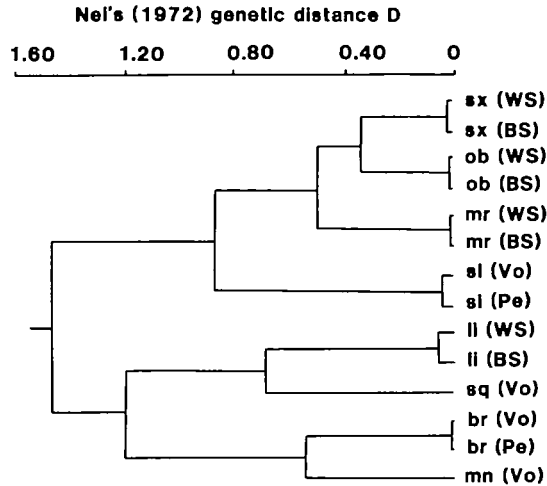 Nei's (1972) genetic distance D
1.60 1.20 0.80 0.40 0
sx (WS)
sx (BS)
ob (WS)
ob (BS)
mr (WS)
mr (BS)
sl (Vo)
sl (Pe)
li (WS)
li (BS)
sq (Vo)
br (Vo)
br (Pe)
mn (Vo)